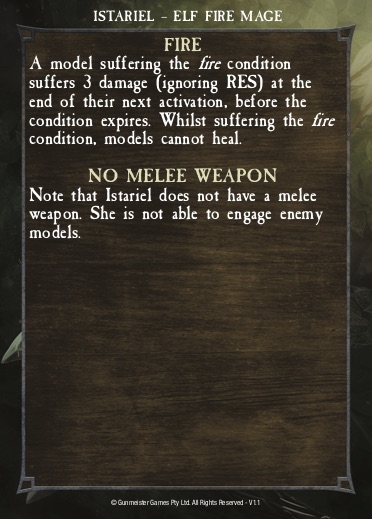 ISTARIEL - ELF FIRE MAGE
FIRE
A model suffering the fire condition
suffers 3 damage (ignoring RES) at the
end of their next activation, before the
condition expires. Whilst suffering the fire
condition, models cannot heal.
NO MELEE WEAPON
Note that Istariel does not have a melee
weapon. She is not able to engage enemy
models.
© Gunmeister Games Pty Ltd. All Rights Reserved - V1.1